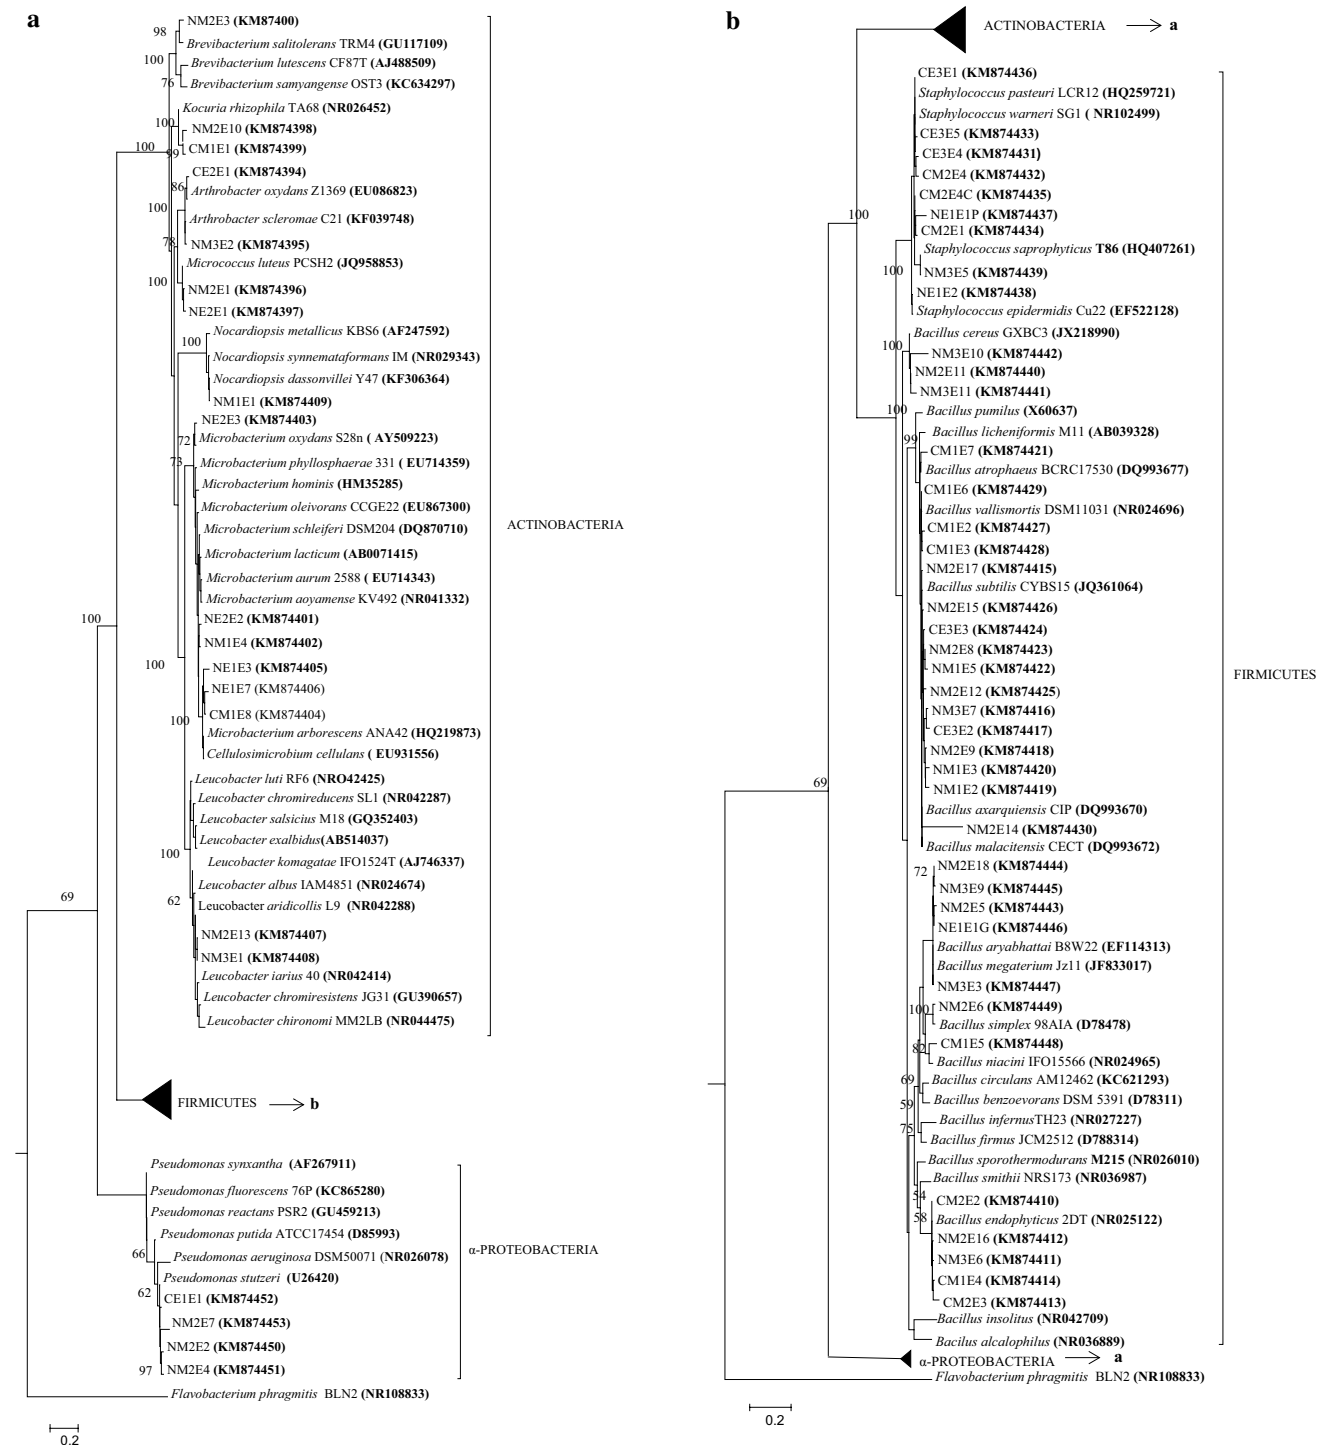 a
NM2E3 (KM87400)
98
Brevibacterium salitolerans TRM4 (GU117109)
100
Brevibacterium lutescens CF87T (AJ488509)
76
Brevibacterium samyangense OST3 (KC634297)
Kocuria rhizophila TA68 (NR026452)
100
NM2E10 (KM874398)
100
CM1E1 (KM874399)
99
CE2E1 (KM874394)
86
Arthrobacter oxydans Z1369 (EU086823)
100
Arthrobacter scleromae C21 (KF039748)
78
NM3E2 (KM874395)
Micrococcus luteus PCSH2 (JQ958853)
100
NM2E1 (KM874396)
NE2E1 (KM874397)
Nocardiopsis metallicus KBS6 (AF247592)
100
Nocardiopsis synnemataformans IM (NR029343)
Nocardiopsis dassonvillei Y47 (KF306364)
NM1E1 (KM874409)
NE2E3 (KM874403)
72
Microbacterium oxydans S28n ( AY509223)
73
Microbacterium phyllosphaerae 331 ( EU714359)
Microbacterium hominis (HM35285)
Microbacterium oleivorans CCGE22 (EU867300)
Microbacterium schleiferi DSM204 (DQ870710)
ACTINOBACTERIA
Microbacterium lacticum (AB0071415)
Microbacterium aurum 2588 ( EU714343)
Microbacterium aoyamense KV492 (NR041332)
100
NE2E2 (KM874401)
NM1E4 (KM874402)
100
NE1E3 (KM874405)
NE1E7 (KM874406)
CM1E8 (KM874404)
100
Microbacterium arborescens ANA42 (HQ219873)
Cellulosimicrobium cellulans ( EU931556)
Leucobacter luti RF6 (NRO42425)
Leucobacter chromireducens SL1 (NR042287)
Leucobacter salsicius M18 (GQ352403)
Leucobacter exalbidus(AB514037)
100
Leucobacter komagatae IFO1524T (AJ746337)
Leucobacter albus IAM4851 (NR024674)
69
62
Leucobacter aridicollis L9 (NR042288)
NM2E13 (KM874407)
NM3E1 (KM874408)
Leucobacter iarius 40 (NR042414)
Leucobacter chromiresistens JG31 (GU390657)
Leucobacter chironomi MM2LB (NR044475)
FIRMICUTES
b
Pseudomonas synxantha (AF267911)
Pseudomonas fluorescens 76P (KC865280)
Pseudomonas reactans PSR2 (GU459213)
Pseudomonas putida ATCC17454 (D85993)
α-PROTEOBACTERIA
66
Pseudomonas aeruginosa DSM50071 (NR026078)
Pseudomonas stutzeri (U26420)
62
CE1E1 (KM874452)
NM2E7 (KM874453)
NM2E2 (KM874450)
97
NM2E4 (KM874451)
Flavobacterium phragmitis BLN2 (NR108833)
0.2
b
ACTINOBACTERIA
a
CE3E1 (KM874436)
Staphylococcus pasteuri LCR12 (HQ259721)
Staphylococcus warneri SG1 ( NR102499)
CE3E5 (KM874433)
CE3E4 (KM874431)
CM2E4 (KM874432)
CM2E4C (KM874435)
100
NE1E1P (KM874437)
CM2E1 (KM874434)
Staphylococcus saprophyticus T86 (HQ407261)
100
NM3E5 (KM874439)
NE1E2 (KM874438)
Staphylococcus epidermidis Cu22 (EF522128)
Bacillus cereus GXBC3 (JX218990)
100
NM3E10 (KM874442)
NM2E11 (KM874440)
NM3E11 (KM874441)
100
Bacillus pumilus (X60637)
Bacillus licheniformis M11 (AB039328)
99
CM1E7 (KM874421)
Bacillus atrophaeus BCRC17530 (DQ993677)
CM1E6 (KM874429)
Bacillus vallismortis DSM11031 (NR024696)
CM1E2 (KM874427)
CM1E3 (KM874428)
NM2E17 (KM874415)
Bacillus subtilis CYBS15 (JQ361064)
NM2E15 (KM874426)
CE3E3 (KM874424)
NM2E8 (KM874423)
NM1E5 (KM874422)
FIRMICUTES
NM2E12 (KM874425)
NM3E7 (KM874416)
CE3E2 (KM874417)
NM2E9 (KM874418)
NM1E3 (KM874420)
69
NM1E2 (KM874419)
Bacillus axarquiensis CIP (DQ993670)
NM2E14 (KM874430)
Bacillus malacitensis CECT (DQ993672)
NM2E18 (KM874444)
72
NM3E9 (KM874445)
NM2E5 (KM874443)
NE1E1G (KM874446)
Bacillus aryabhattai B8W22 (EF114313)
Bacillus megaterium Jz11 (JF833017)
NM3E3 (KM874447)
100
NM2E6 (KM874449)
Bacillus simplex 98AIA (D78478)
82
CM1E5 (KM874448)
Bacillus niacini IFO15566 (NR024965)
69
Bacillus circulans AM12462 (KC621293)
59
Bacillus benzoevorans DSM 5391 (D78311)
Bacillus infernusTH23 (NR027227)
75
Bacillus firmus JCM2512 (D788314)
Bacillus sporothermodurans M215 (NR026010)
Bacillus smithii NRS173 (NR036987)
54
CM2E2 (KM874410)
58
Bacillus endophyticus 2DT (NR025122)
NM2E16 (KM874412)
NM3E6 (KM874411)
CM1E4 (KM874414)
CM2E3 (KM874413)
Bacillus insolitus (NR042709)
Bacilus alcalophilus (NR036889)
α-PROTEOBACTERIA
a
Flavobacterium phragmitis BLN2 (NR108833)
0.2